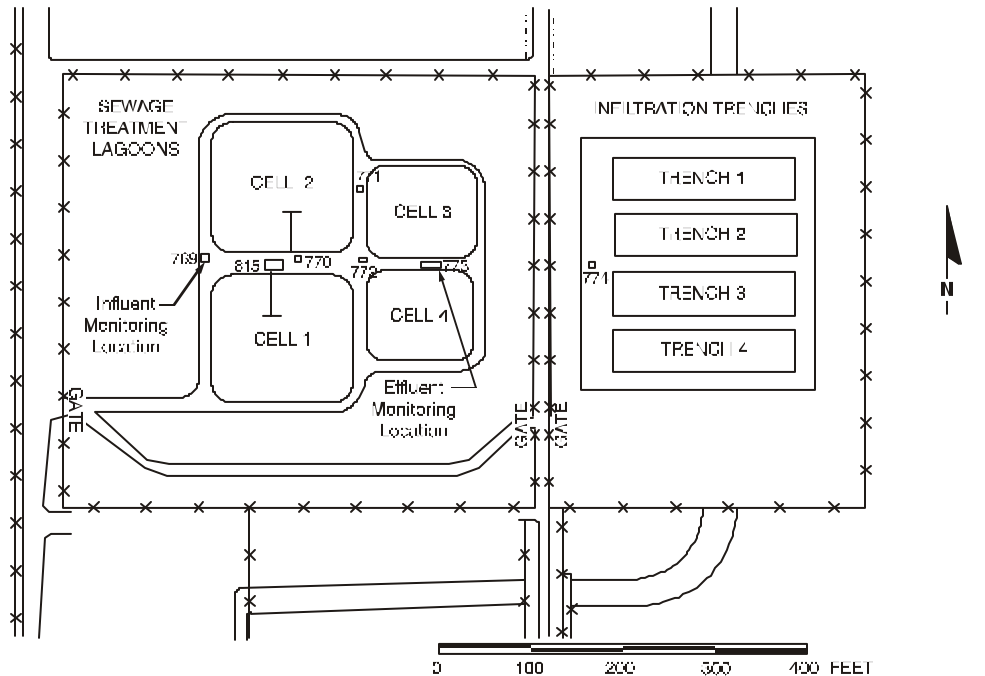 SEWAGE
TREATMENT
LAGOONS
INFILTRATION TRENCHES
CELL 2
771
CELL 3
TRENCH 1
TRENCH 2
769
815
770
772
773
774
TRENCH 3
TRENCH 4
Influent
Monitoring
Location
CELL 1
CELL 4
Effluent
Monitoring
Location
GATE
GATE
GATE
N
0 100 200 300 400 FEET